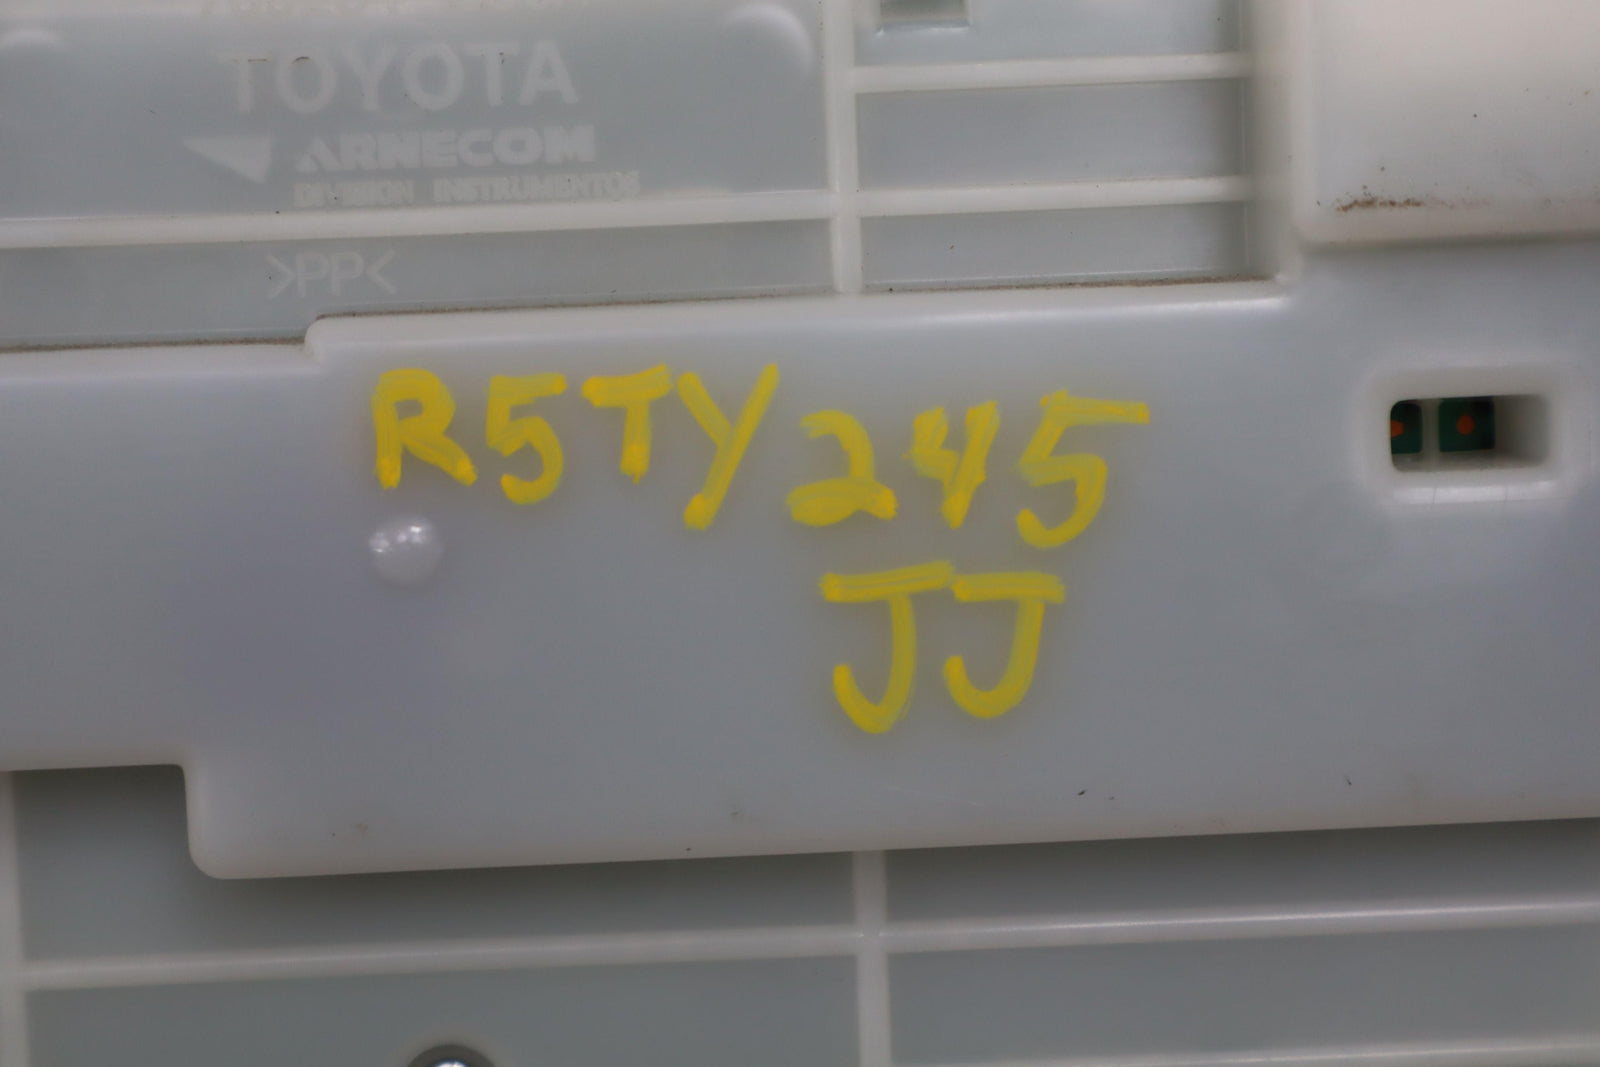 TOYOTA
ARNECOM
DIVISION INSTRUMENTOS
>PP<
R5TY245
JJ